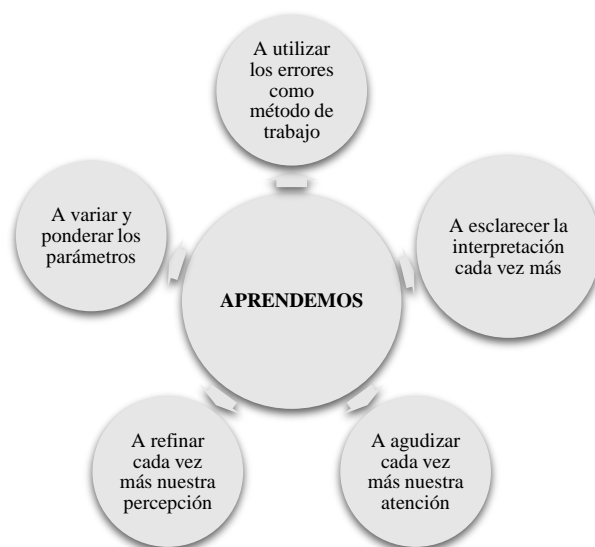 A utilizar
los errores
como
método de
trabajo
A variar y
ponderar los
parámetros
A esclarecer la
interpretación
cada vez más
APRENDEMOS
A refinar
cada vez
más nuestra
percepción
A agudizar
cada vez
más nuestra
atención